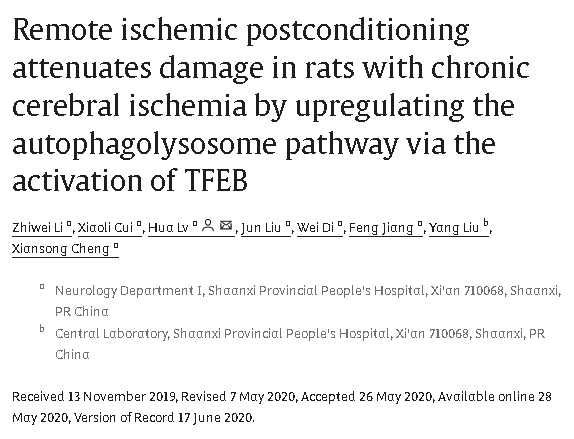 Remote ischemic postconditioning
attenuates damage in rats with chronic
cerebral ischemia by upregulating the
autophagolysosome pathway via the
activation of TFEB
Zhiwei Li a, Xiaoli Cui a, Hua Lv a, Jun Liu a, Wei Di a, Feng Jiang a, Yang Liu b,
Xiansong Cheng a
a Neurology Department I, Shaanxi Provincial People's Hospital, Xi'an 710068, Shaanxi,
PR China
b Central Laboratory, Shaanxi Provincial People's Hospital, Xi'an 710068, Shaanxi, PR
China
Received 13 November 2019, Revised 7 May 2020, Accepted 26 May 2020, Available online 28
May 2020, Version of Record 17 June 2020.